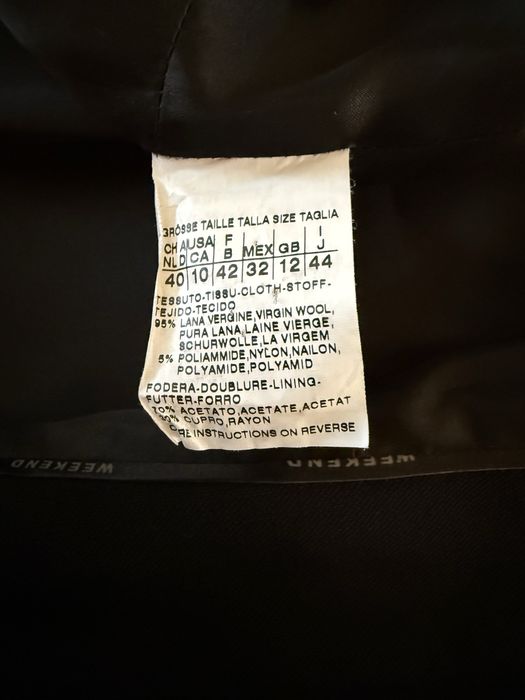 GRÖSSE TAILLE TALLA SIZE TAGLIA
CH A USA F MEX GB I
NL D CA B J
40 10 42 32 12 44
TESSUTO-TISSU-CLOTH-STOFF-
TEJIDO-TECIDO
95% LANA VERGINE,VIRGIN WOOL,
PURA LANA,LAINE VIERGE,
SCHURWOLLE,LA VIRGEM
5% POLIAMMIDE,NYLON,NAILON,
POLYAMIDE,POLYAMID
FODERA-DOUBLURE-LINING-
FUTTER-FORRO
70% ACETATO,ACETATE,ACETAT
30% CUPRO,RAYON
CARE INSTRUCTIONS ON REVERSE
WEEKEND WEEKEND